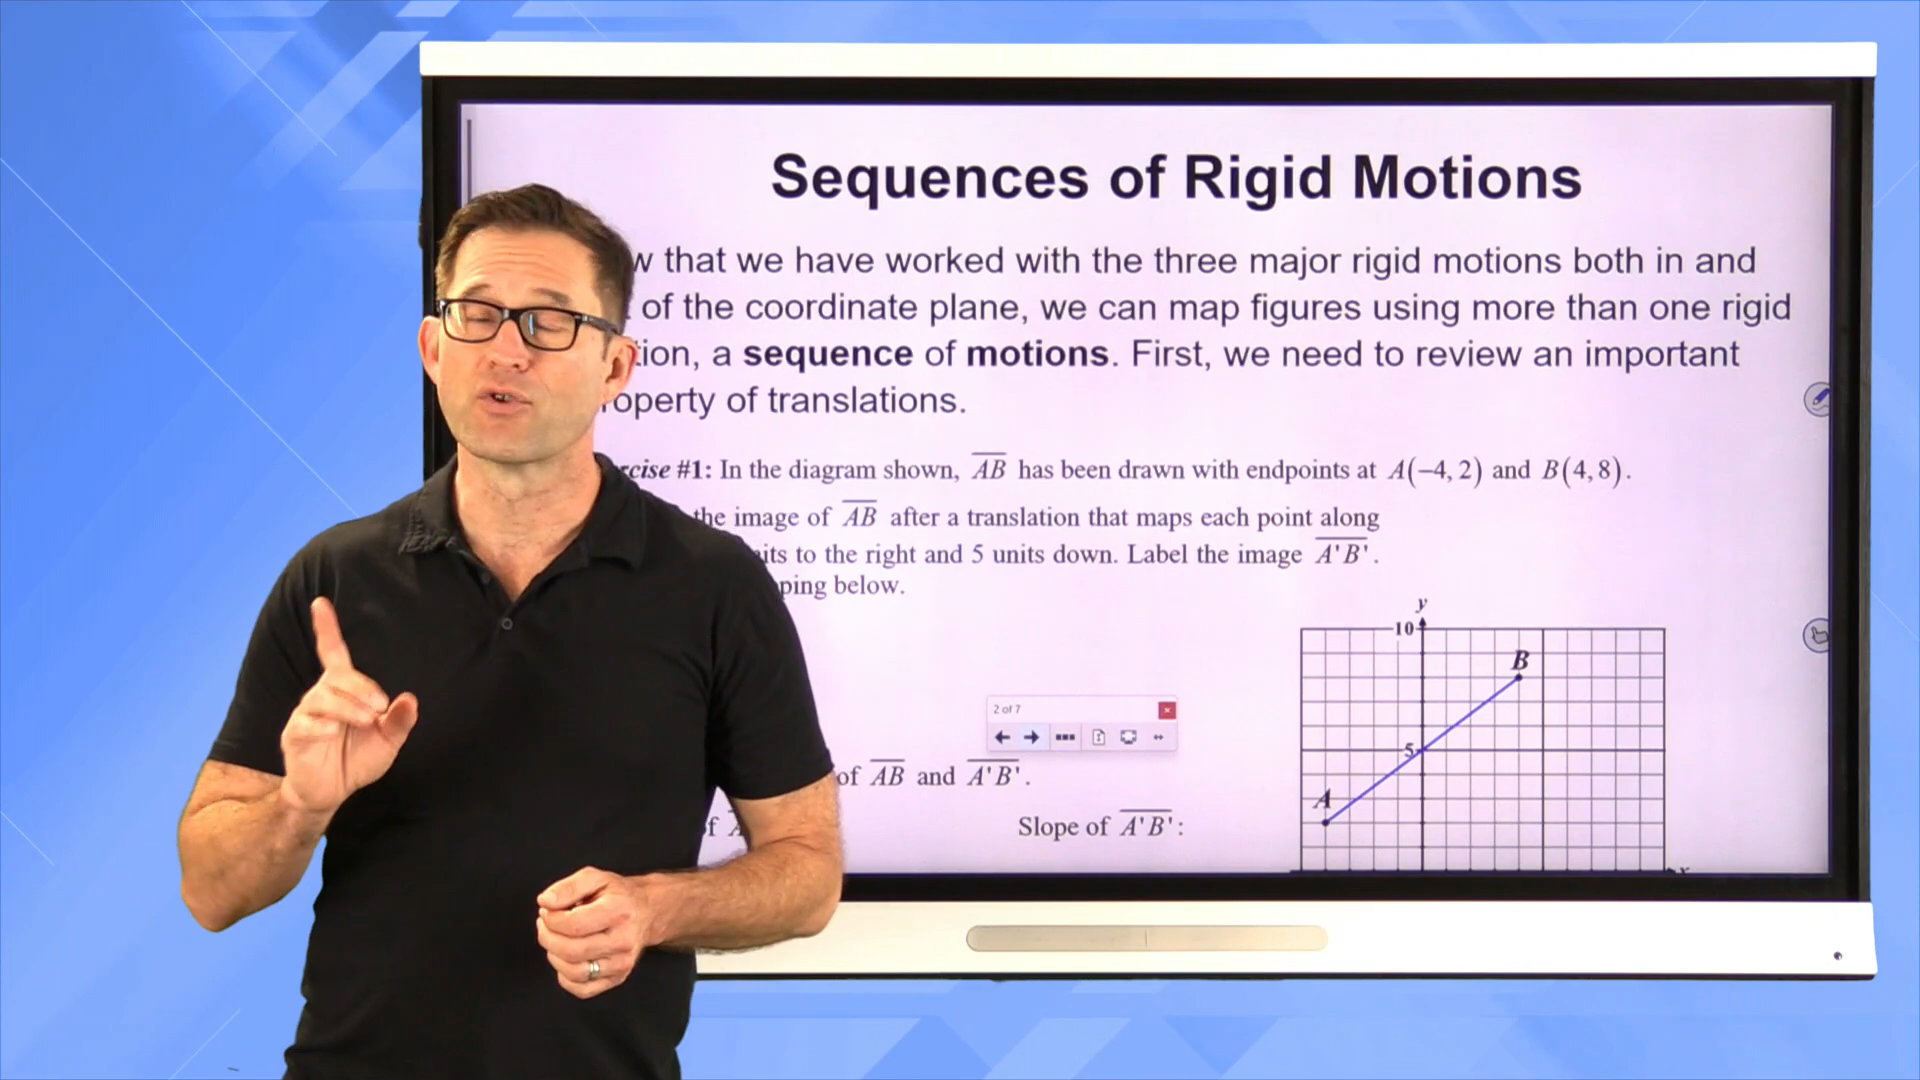 Sequences of Rigid Motions
that we have worked with the three major rigid motions both in and
of the coordinate plane, we can map figures using more than one rigid
a sequence of motions. First, we need to review an important
operty of translations.
cise #1: In the diagram shown, A̅B̅ has been drawn with endpoints at A(−4, 2) and B(4, 8).
the image of A̅B̅ after a translation that maps each point along
its to the right and 5 units down. Label the image A̅'̅B̅'̅.
ping below.
y
10
B
2 of 7
5
of A̅B̅ and A̅'̅B̅'̅.
A
Slope of A̅'̅B̅'̅:
x